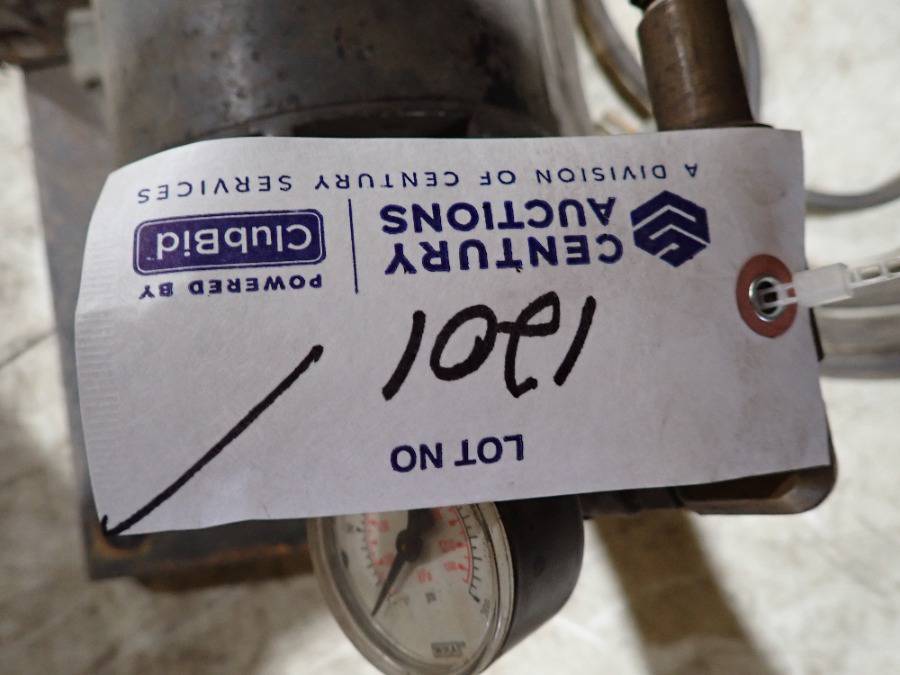 LOT NO
1201
CENTURY
AUCTIONS
POWERED BY
ClubBid
A DIVISION OF CENTURY SERVICES